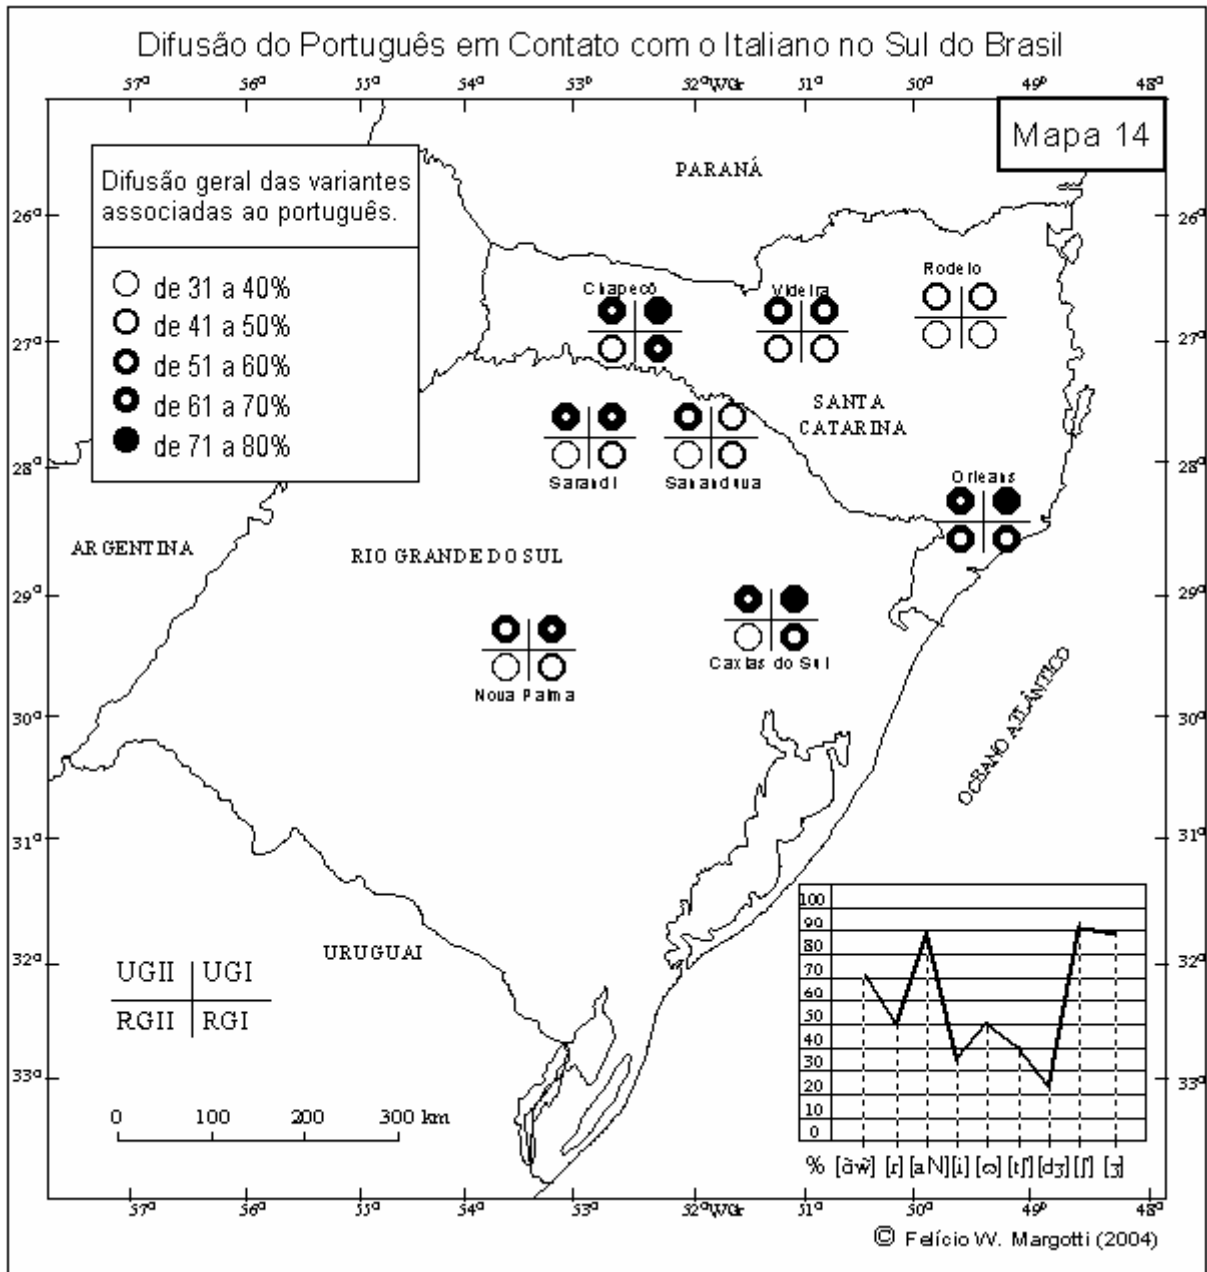 Difusão do Português em Contato com o Italiano no Sul do Brasil
57º 56º 55º 54º 53º 52ºWGr 51º 50º 49º 48º
Mapa 14
Difusão geral das variantes
associadas ao português.
de 31 a 40%
de 41 a 50%
de 51 a 60%
de 61 a 70%
de 71 a 80%
PARANÁ
26º 26º
Chapecó Videira Rodeio
27º 27º
SANTA
CATARINA
Sarandi Sananduva
28º 28º
Orleans
ARGENTINA
RIO GRANDE DO SUL
29º 29º
Caxias do Sul
Nova Palma
OCEANO ATLÂNTICO
30º 30º
31º 31º
URUGUAI
32º 32º
UGII UGI
RGII RGI
33º 33º
0 100 200 300 km
100
90
80
70
60
50
40
30
20
10
0
% [ãw̃] [r] [aN] [i] [ʊ] [tʃ] [dʒ] [ʃ] [ʒ]
57º 56º 55º 54º 53º 52ºWGr 51º 50º 49º 48º
© Felício W. Margotti (2004)